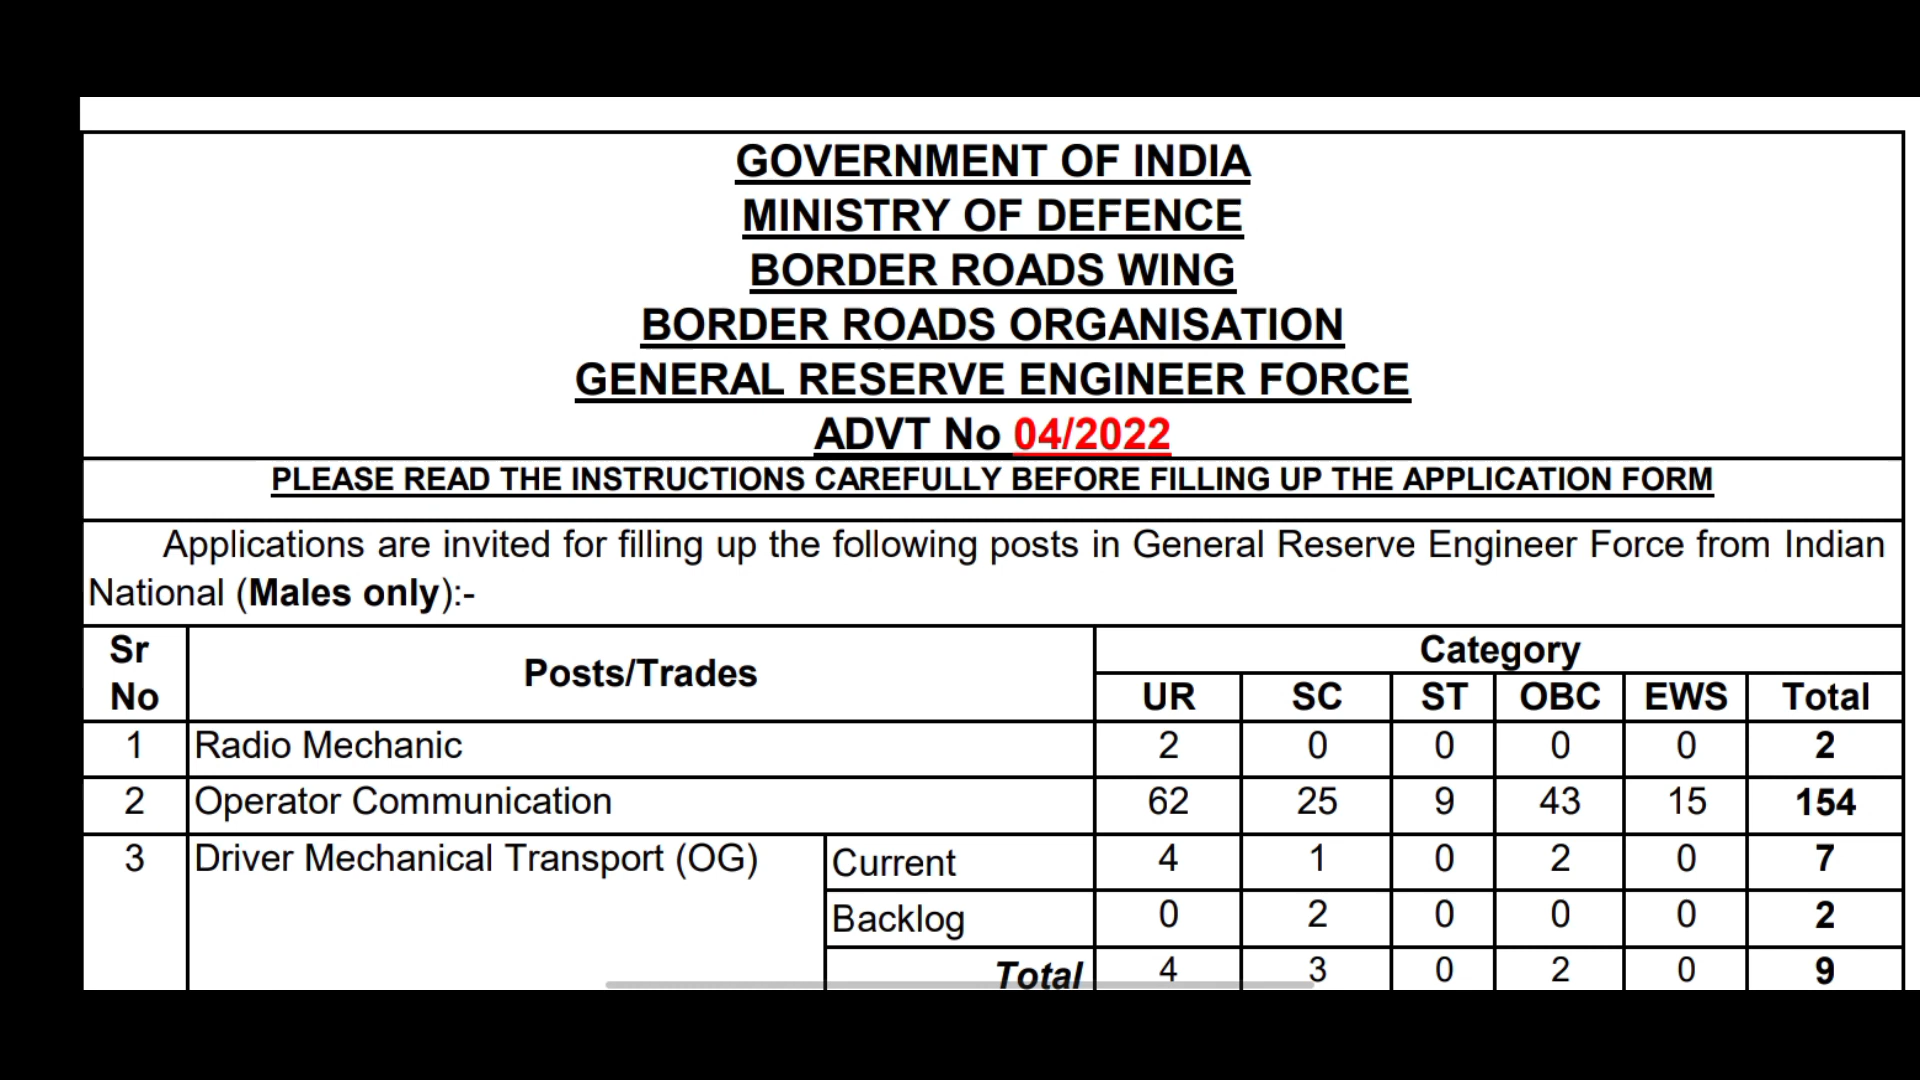 GOVERNMENT OF INDIA
MINISTRY OF DEFENCE
BORDER ROADS WING
BORDER ROADS ORGANISATION
GENERAL RESERVE ENGINEER FORCE
ADVT No 04/2022
PLEASE READ THE INSTRUCTIONS CAREFULLY BEFORE FILLING UP THE APPLICATION FORM
Applications are invited for filling up the following posts in General Reserve Engineer Force from Indian
National (Males only):-
Sr No Posts/Trades Category
UR SC ST OBC EWS Total
1 Radio Mechanic 2 0 0 0 0 2
2 Operator Communication 62 25 9 43 15 154
3 Driver Mechanical Transport (OG) Current 4 1 0 2 0 7
Backlog 0 2 0 0 0 2
Total 4 3 0 2 0 9